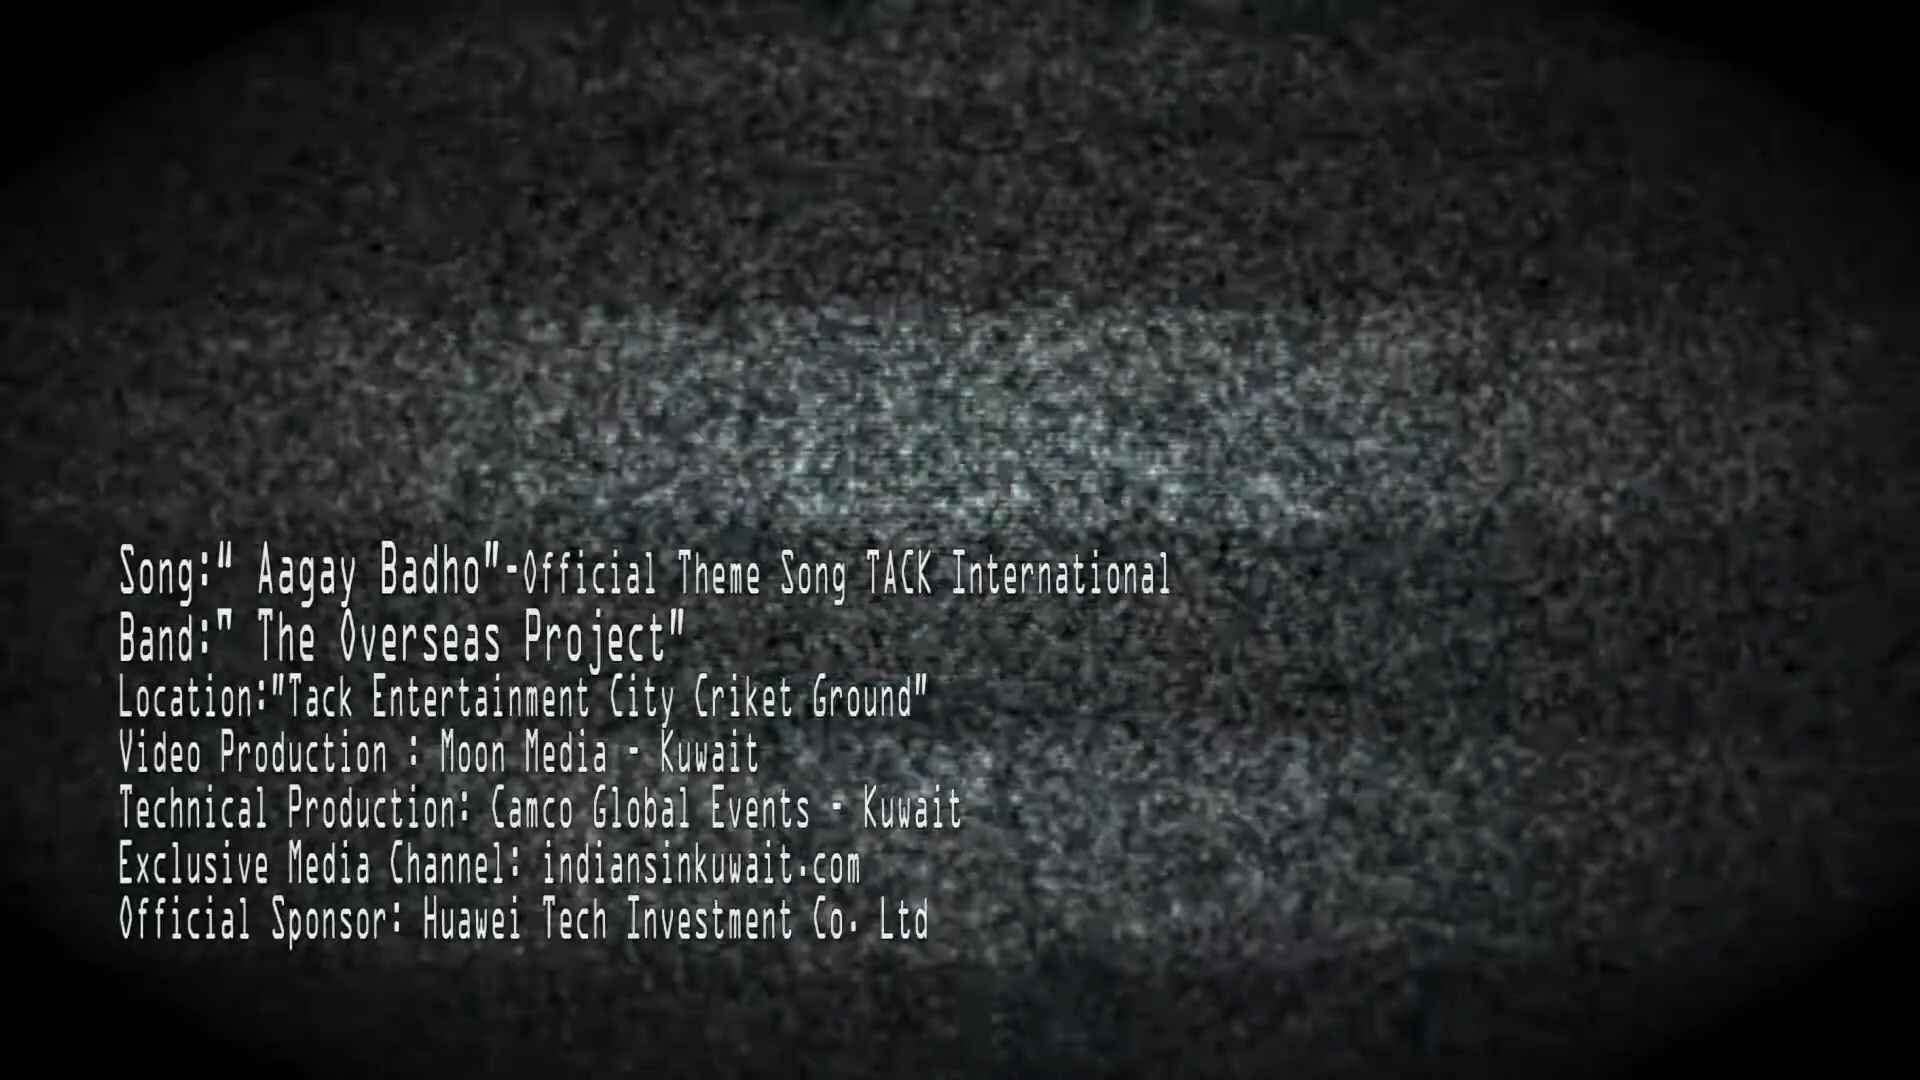 Song:“ Aagay Badho"-Official Theme Song TACK International
Band:" The Overseas Project"
Location:"Tack Entertainment City Criket Ground"
Video Production : Moon Media - Kuwait
Technical Production: Camco Global Events - Kuwait
Exclusive Media Channel: indiansinkuwait.com
Official Sponsor: Huawei Tech Investment Co. Ltd